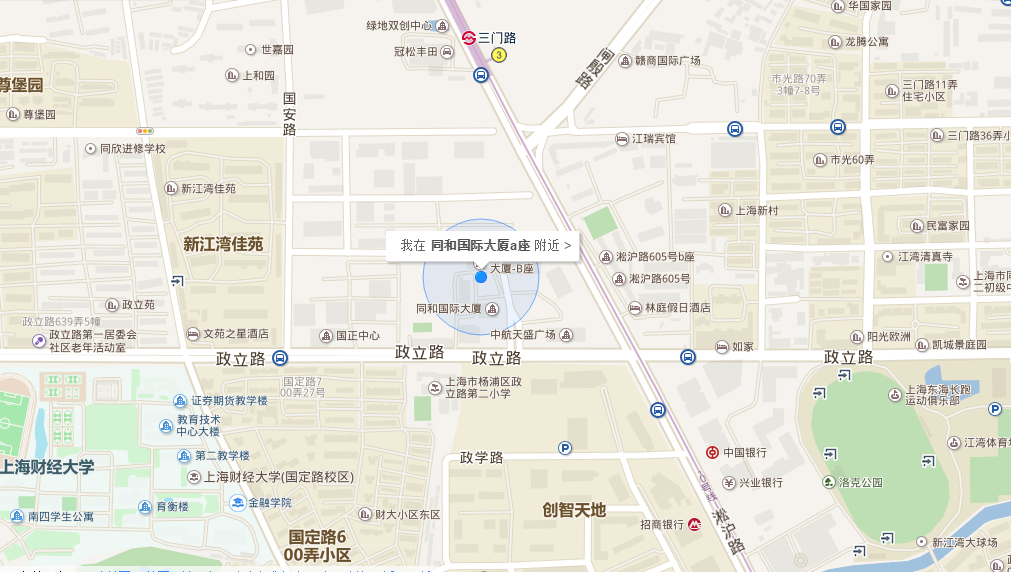 华国家园
绿地双创中心
三门路
3
世嘉园
冠松丰田
闸殷路
赣商国际广场
龙腾公寓
上和园
市光路70弄
3幢7-8号
尊堡园
国安路
三门路11弄
住宅小区
尊堡园
同欣进修学校
江瑞宾馆
三门路36弄小
市光60弄
新江湾佳苑
上海新村
民富家园
新江湾佳苑
我在 同和国际大厦a座 附近 >
淞沪路605号b座
江湾清真寺
大厦-B座
淞沪路605号
上海市同
二初级中
政立苑
同和国际大厦
林庭假日酒店
政立路639弄5幢
政立路第一居委会
社区老年活动室
文苑之星酒店
国正中心
中航天盛广场
如家
阳光欧洲
凯城景庭园
政立路
政立路
政立路
政立路
国定路7
00弄27号
上海市杨浦区政
立路第二小学
证券期货教学楼
上海东海长跑
运动俱乐部
P
教育技术
中心大楼
第二教学楼
政学路
P
中国银行
江湾体育场
上海财经大学
上海财经大学(国定路校区)
10号线
兴业银行
洛克公园
育衡楼
金融学院
南四学生公寓
财大小区东区
创智天地
招商银行
淞沪路
国定路6
00弄小区
新江湾大球场